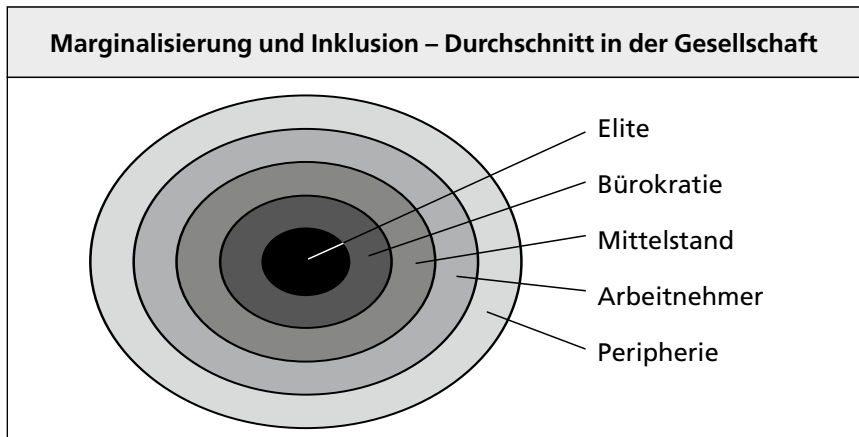 Marginalisierung und Inklusion – Durchschnitt in der Gesellschaft
Elite
Bürokratie
Mittelstand
Arbeitnehmer
Peripherie